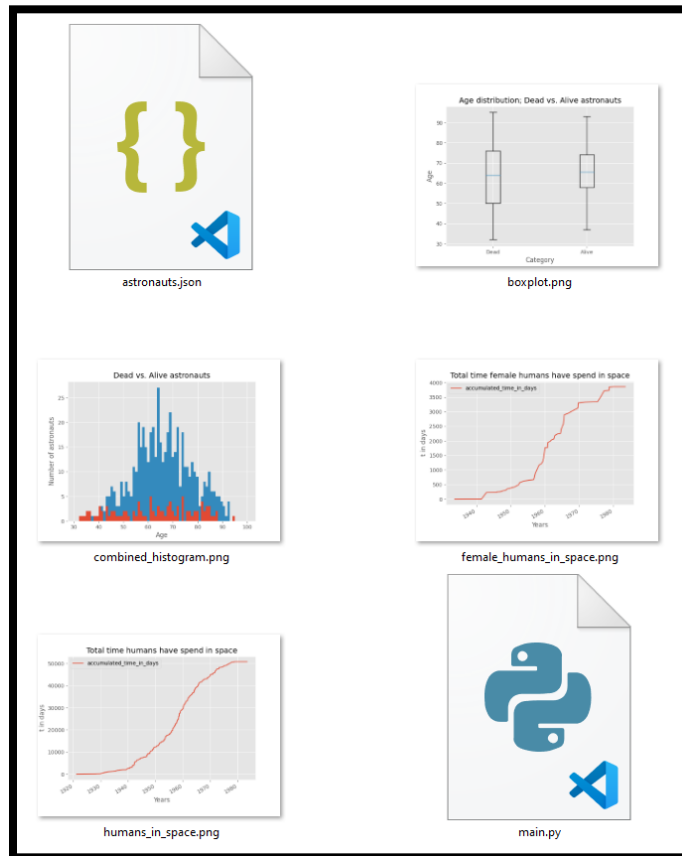 { }
astronauts.json
Age distribution; Dead vs. Alive astronauts
Age
90
80
70
60
50
40
30
Dead
Alive
Category
boxplot.png
Dead vs. Alive astronauts
Number of astronauts
25
20
15
10
5
0
30
40
50
60
70
80
90
100
Age
combined_histogram.png
Total time female humans have spend in space
accumulated_time_in_days
t in days
4000
3500
3000
2500
2000
1500
1000
500
0
1940
1950
1960
1970
1980
Years
female_humans_in_space.png
Total time humans have spend in space
accumulated_time_in_days
t in days
50000
40000
30000
20000
10000
0
1920
1930
1940
1950
1960
1970
1980
Years
humans_in_space.png
main.py